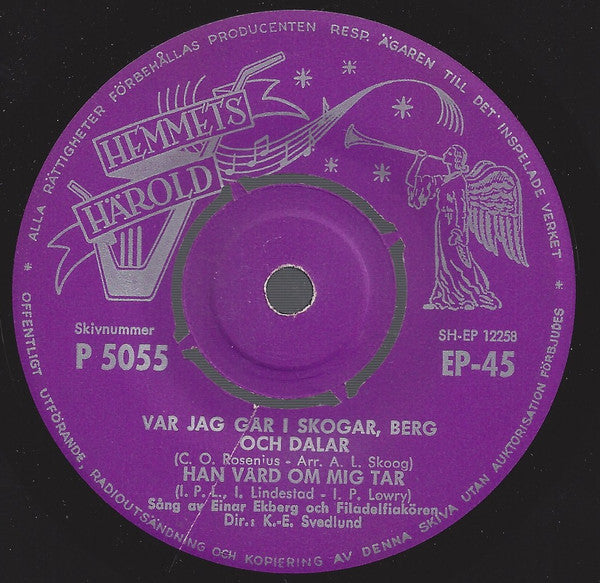 ALLA RÄTTIGHETER FÖRBEHÅLLAS PRODUCENTEN RESP. ÄGAREN TILL DET INSPELADE VERKET
HEMMETS
HÄROLD
Skivnummer
P 5055
SH-EP 12258
EP-45
VAR JAG GÅR I SKOGAR, BERG
OCH DALAR
(C. O. Rosenius - Arr. A. L. Skoog)
HAN VÅRD OM MIG TAR
(I. P. L., I. Lindestad - I. P. Lowry)
Sång av Einar Ekberg och Filadelfiakören
Dir.: K.-E. Svedlund
* OFFENTLIGT UTFÖRANDE, RADIOUTSÄNDNING OCH KOPIERING AV DENNA SKIVA UTAN AUKTORISATION FÖRBJUDES *